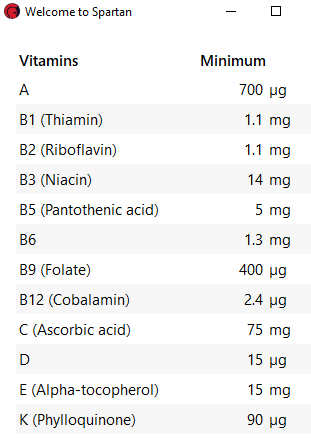 Welcome to Spartan
Vitamins Minimum
A 700 µg
B1 (Thiamin) 1.1 mg
B2 (Riboflavin) 1.1 mg
B3 (Niacin) 14 mg
B5 (Pantothenic acid) 5 mg
B6 1.3 mg
B9 (Folate) 400 µg
B12 (Cobalamin) 2.4 µg
C (Ascorbic acid) 75 mg
D 15 µg
E (Alpha-tocopherol) 15 mg
K (Phylloquinone) 90 µg